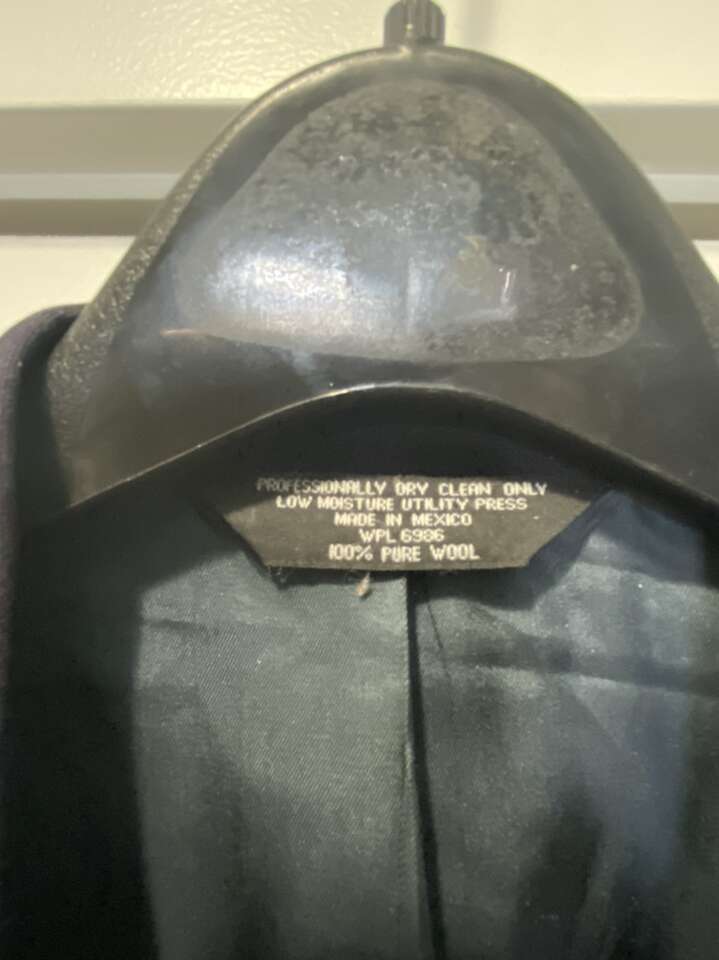 PROFESSIONALLY DRY CLEAN ONLY
LOW MOISTURE UTILITY PRESS
MADE IN MEXICO
WPL 6986
100% PURE WOOL